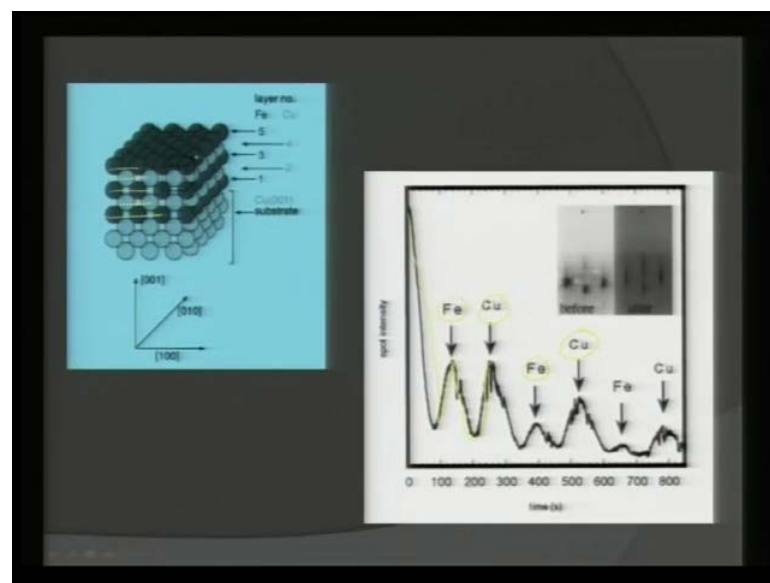 layer no.
Fe Cu
5
4
3
2
1
Cu(001)
substrate
[001]
[010]
[100]
before after
Fe Cu Fe Cu Fe Cu
spot intensity
0 100 200 300 400 500 600 700 800
time (s)